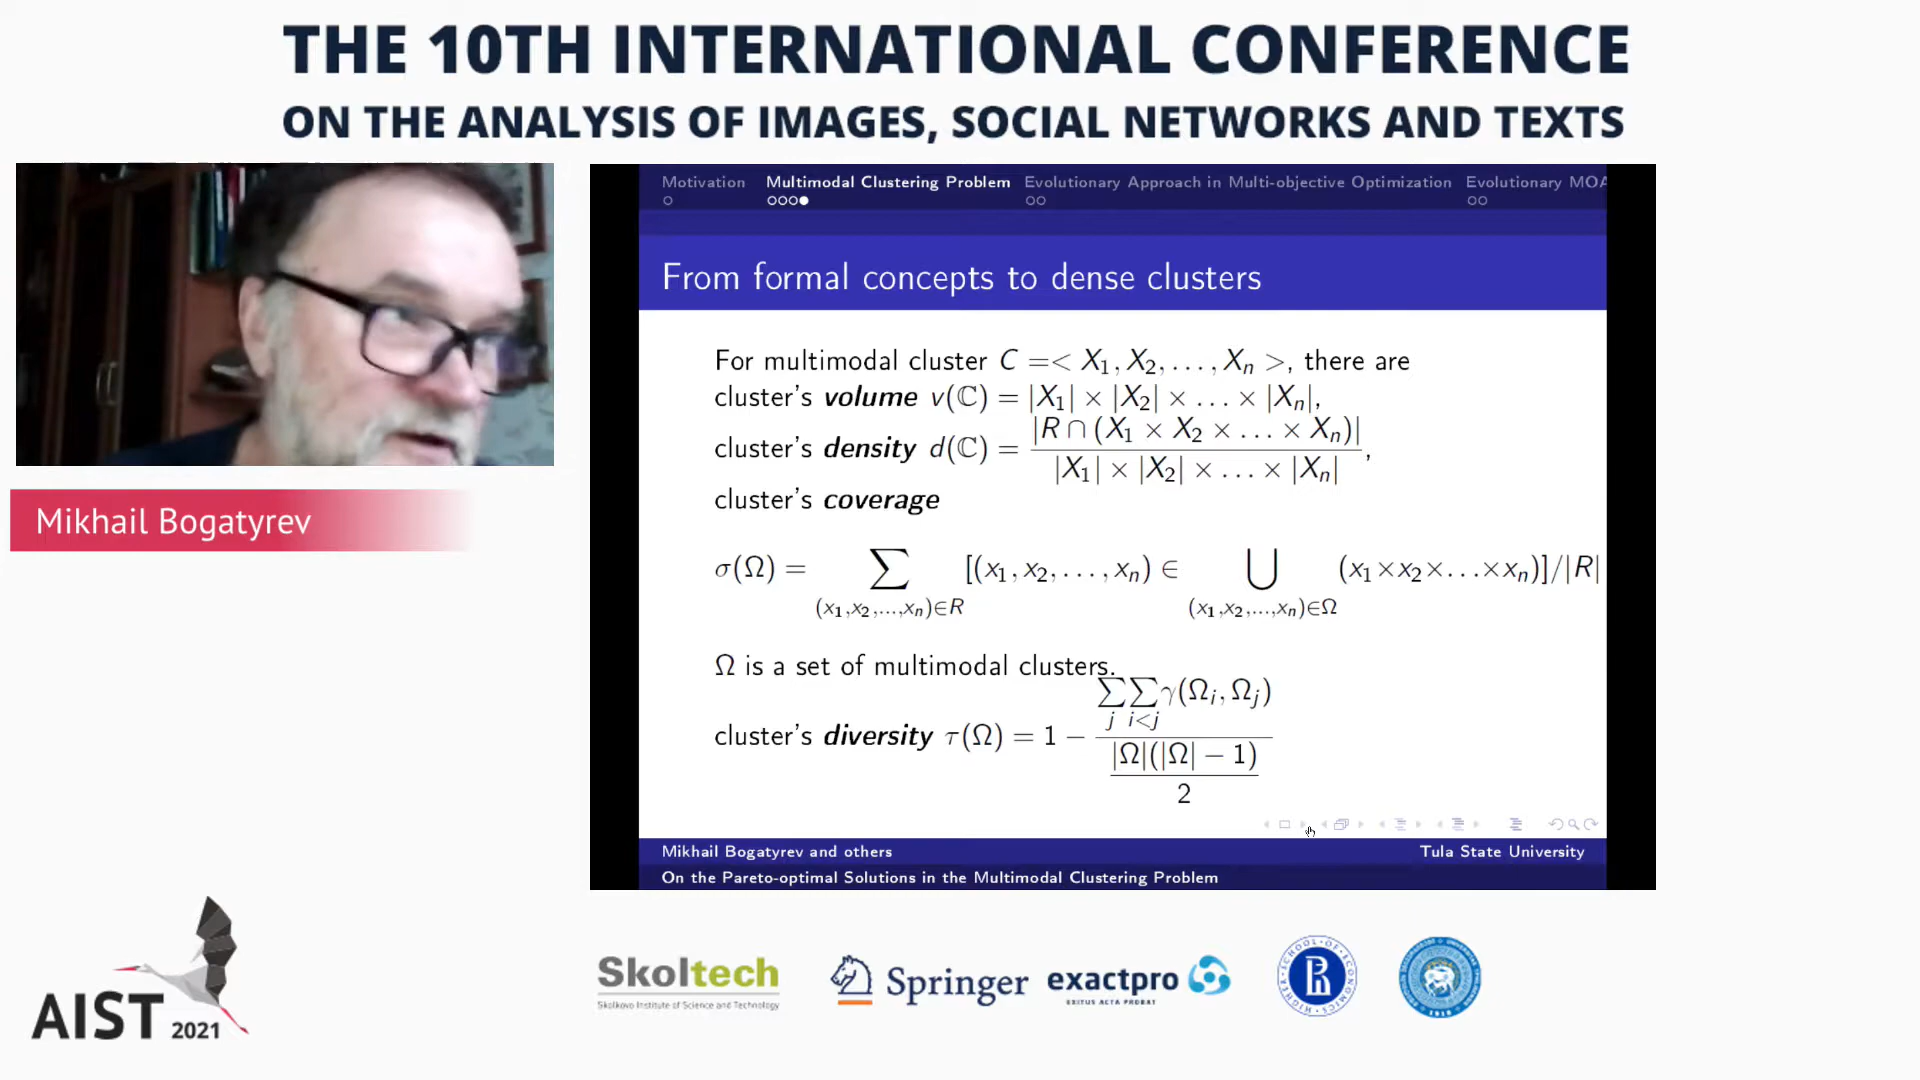 THE 10TH INTERNATIONAL CONFERENCE
ON THE ANALYSIS OF IMAGES, SOCIAL NETWORKS AND TEXTS
Motivation Multimodal Clustering Problem Evolutionary Approach in Multi-objective Optimization Evolutionary MOA
From formal concepts to dense clusters
For multimodal cluster C =< X₁, X₂, . . . , Xₙ >, there are
cluster's volume v(ℂ) = |X₁| × |X₂| × . . . × |Xₙ|,
cluster's density d(ℂ) = |R ∩ (X₁ × X₂ × . . . × Xₙ)| / |X₁| × |X₂| × . . . × |Xₙ| ,
cluster's coverage
σ(Ω) = ∑ (x₁,x₂,...,xₙ)∈R [(x₁, x₂, . . . , xₙ) ∈ ⋃ (x₁,x₂,...,xₙ)∈Ω (x₁×x₂×. . .×xₙ)]/|R|
Ω is a set of multimodal clusters.
cluster's diversity τ(Ω) = 1 − ∑ j ∑ i<j γ(Ωᵢ, Ωⱼ) / |Ω|(|Ω| − 1) / 2
Mikhail Bogatyrev and others Tula State University
On the Pareto-optimal Solutions in the Multimodal Clustering Problem
Mikhail Bogatyrev
AIST 2021
Skoltech
Skolkovo Institute of Science and Technology
Springer
exactpro
EXITUS ACTA PROBAT